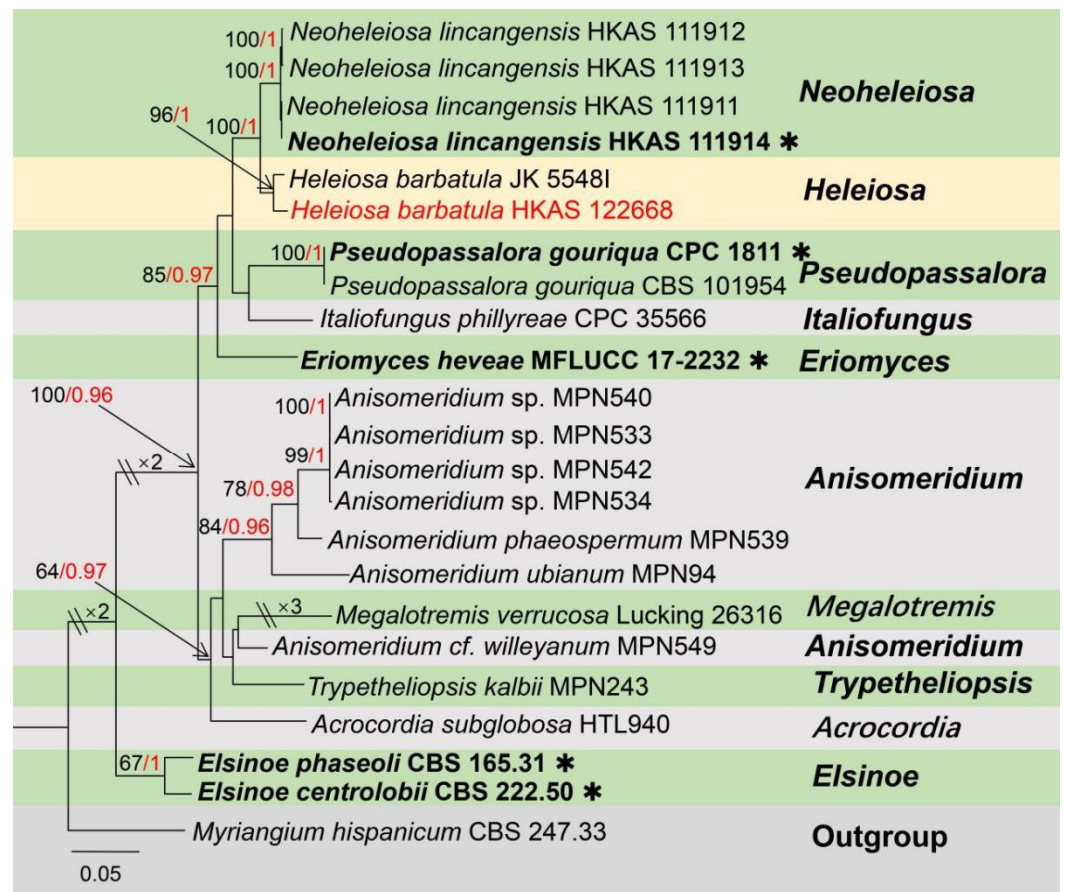 100/1
Neoheleiosa lincangensis HKAS 111912
100/1
Neoheleiosa lincangensis HKAS 111913
Neoheleiosa
96/1
100/1
Neoheleiosa lincangensis HKAS 111911
Neoheleiosa lincangensis HKAS 111914 *
Heleiosa barbatula JK 5548I
Heleiosa
Heleiosa barbatula HKAS 122668
100/1
Pseudopassalora gouriqua CPC 1811 *
85/0.97
Pseudopassalora
Pseudopassalora gouriqua CBS 101954
Italiofungus phillyreae CPC 35566
Italiofungus
Eriomyces heveae MFLUCC 17-2232 *
Eriomyces
100/0.96
100/1
Anisomeridium sp. MPN540
Anisomeridium sp. MPN533
×2
99/1
Anisomeridium sp. MPN542
Anisomeridium
78/0.98
Anisomeridium sp. MPN534
84/0.96
Anisomeridium phaeospermum MPN539
64/0.97
Anisomeridium ubianum MPN94
×2
×3
Megalotremis verrucosa Lucking 26316
Megalotremis
Anisomeridium cf. willeyanum MPN549
Anisomeridium
Trypetheliopsis kalbii MPN243
Trypetheliopsis
Acrocordia subglobosa HTL940
Acrocordia
67/1
Elsinoe phaseoli CBS 165.31 *
Elsinoe
Elsinoe centrolobii CBS 222.50 *
Myriangium hispanicum CBS 247.33
Outgroup
0.05